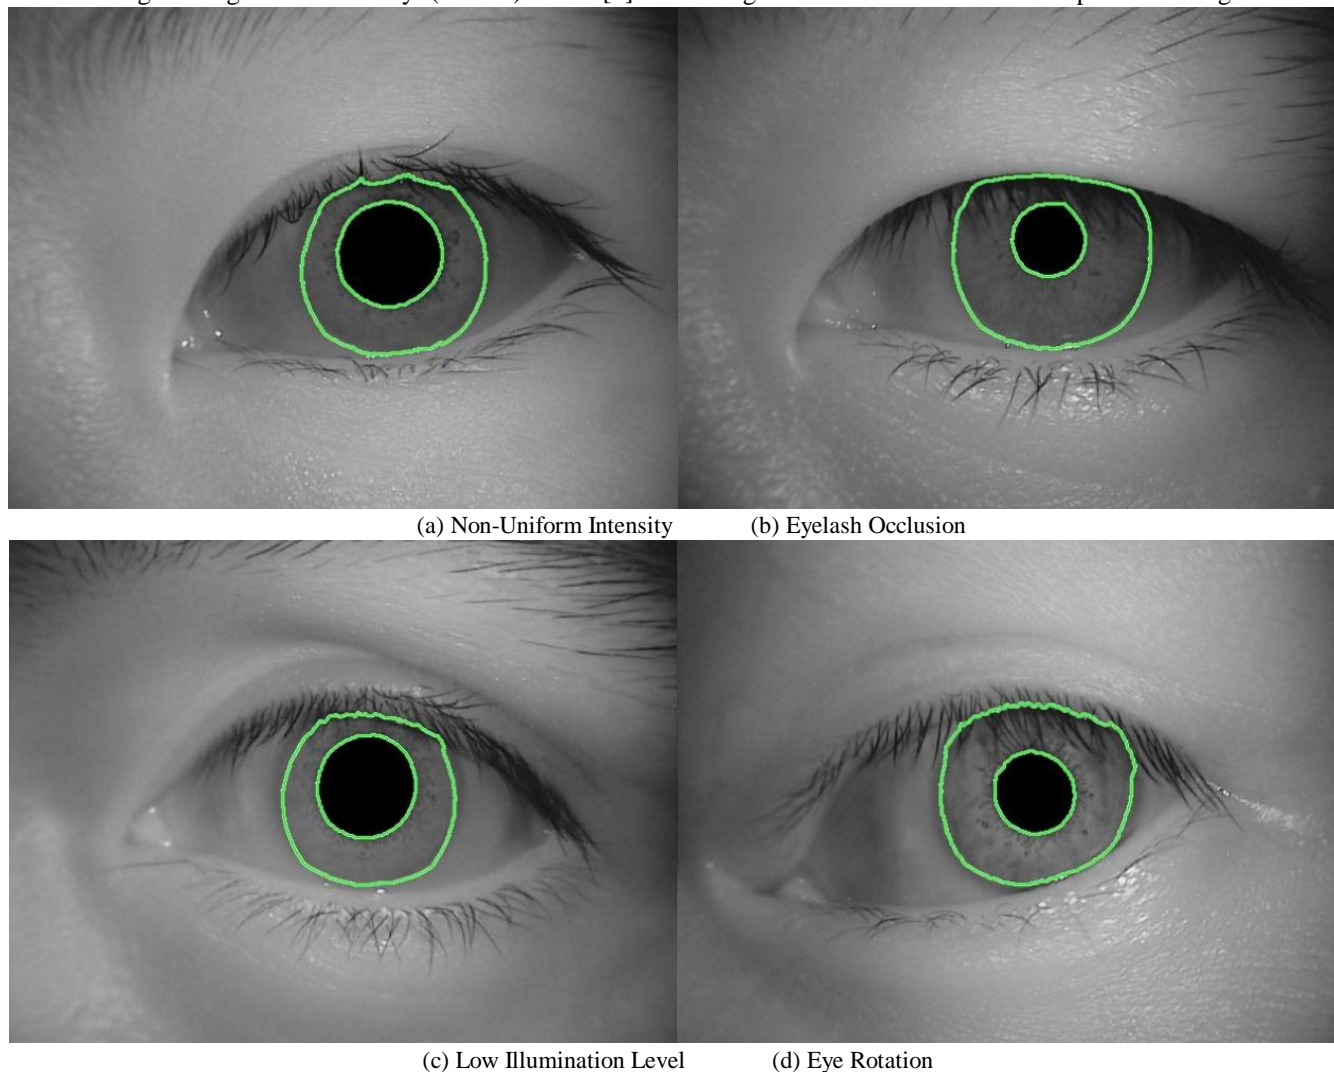 (a) Non-Uniform Intensity (b) Eyelash Occlusion
(c) Low Illumination Level (d) Eye Rotation